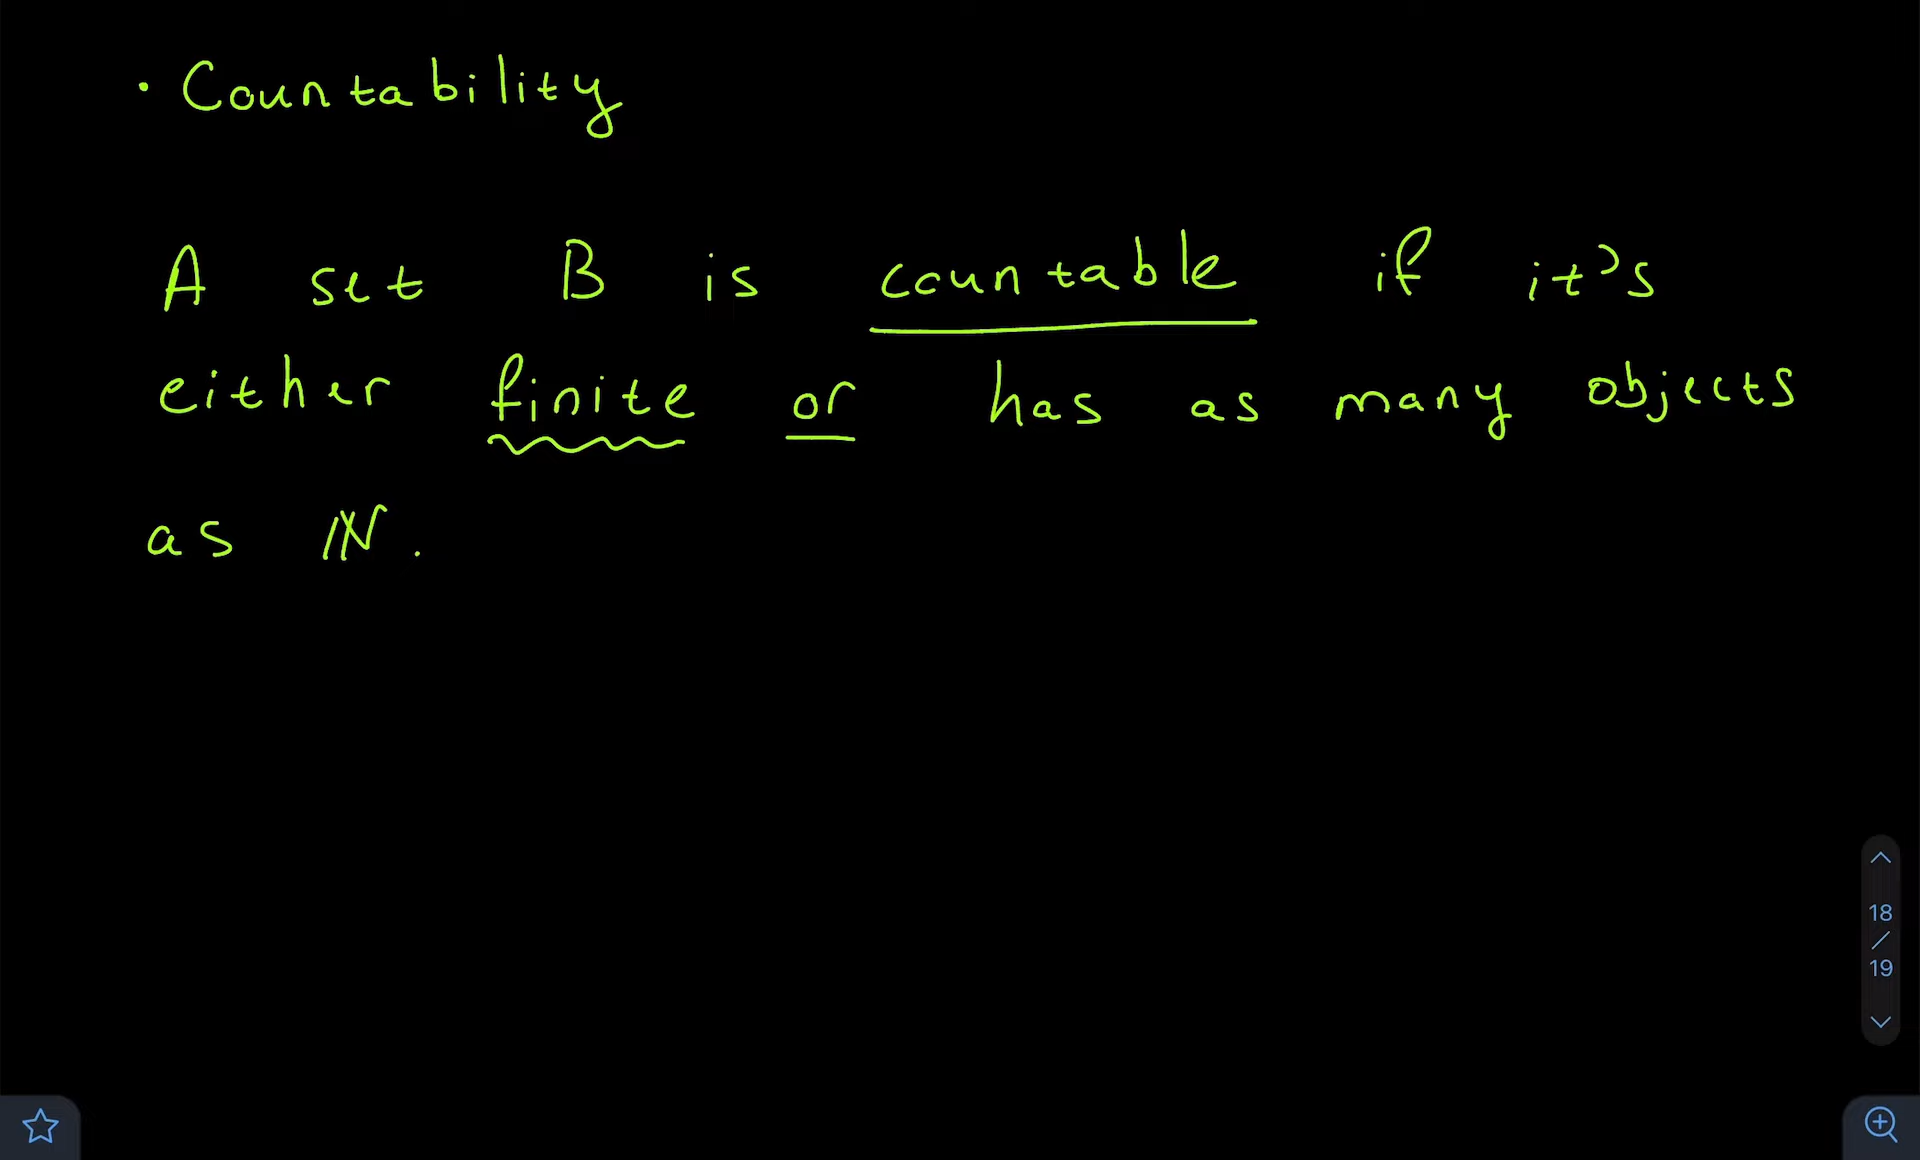 · Countability
A set B is countable if it's
either finite or has as many objects
as ℕ.
18
/
19